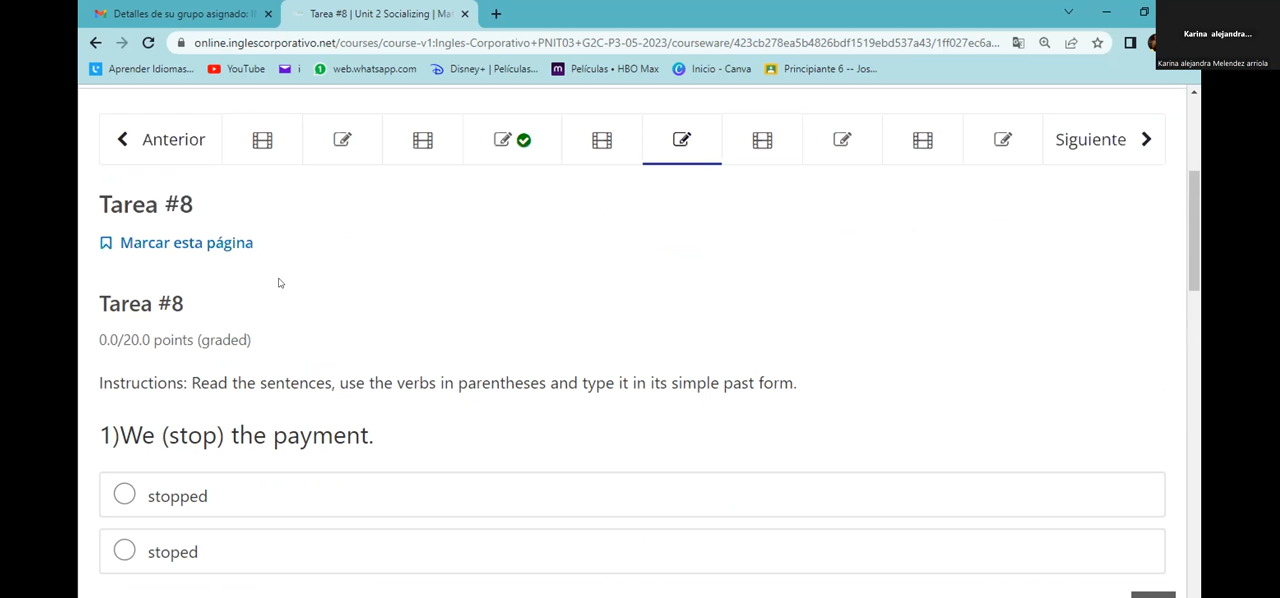 Detalles de su grupo asignado: I
Tarea #8 | Unit 2 Socializing | Ma
Karina alejandra...
Karina alejandra Melendez arriola
online.inglescorporativo.net/courses/course-v1:Ingles-Corporativo+PNIT03+G2C-P3-05-2023/courseware/423cb278ea5b4826bdf1519ebd537a43/1ff027ec6a...
Aprender Idiomas...
YouTube
i
web.whatsapp.com
Disney+ | Películas...
Películas • HBO Max
Inicio - Canva
Principiante 6 -- Jos...
Anterior
Siguiente
Tarea #8
Marcar esta página
Tarea #8
0.0/20.0 points (graded)
Instructions: Read the sentences, use the verbs in parentheses and type it in its simple past form.
1)We (stop) the payment.
stopped
stoped